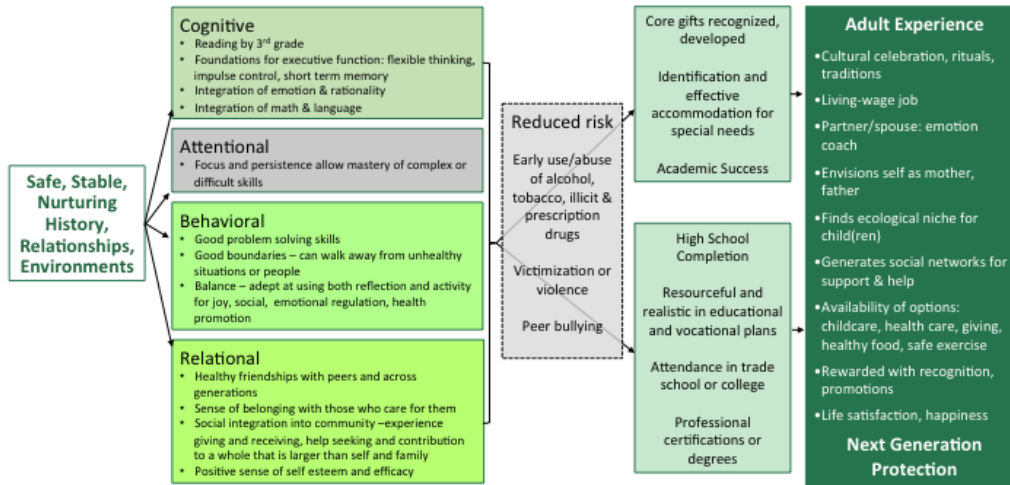 Safe, Stable,
Nurturing
History,
Relationships,
Environments
Cognitive
• Reading by 3rd grade
• Foundations for executive function: flexible thinking,
impulse control, short term memory
• Integration of emotion & rationality
• Integration of math & language
Attentional
• Focus and persistence allow mastery of complex or
difficult skills
Behavioral
• Good problem solving skills
• Good boundaries – can walk away from unhealthy
situations or people
• Balance – adept at using both reflection and activity
for joy, social, emotional regulation, health
promotion
Relational
• Healthy friendships with peers and across
generations
• Sense of belonging with those who care for them
• Social integration into community –experience
giving and receiving, help seeking and contribution
to a whole that is larger than self and family
• Positive sense of self esteem and efficacy
Reduced risk
Early use/abuse
of alcohol,
tobacco, illicit &
prescription
drugs
Victimization or
violence
Peer bullying
Core gifts recognized,
developed
Identification and
effective
accommodation for
special needs
Academic Success
High School
Completion
Resourceful and
realistic in educational
and vocational plans
Attendance in trade
school or college
Professional
certifications or
degrees
Adult Experience
•Cultural celebration, rituals,
traditions
•Living-wage job
•Partner/spouse: emotion
coach
•Envisions self as mother,
father
•Finds ecological niche for
child(ren)
•Generates social networks for
support & help
•Availability of options:
childcare, health care, giving,
healthy food, safe exercise
•Rewarded with recognition,
promotions
•Life satisfaction, happiness
Next Generation
Protection